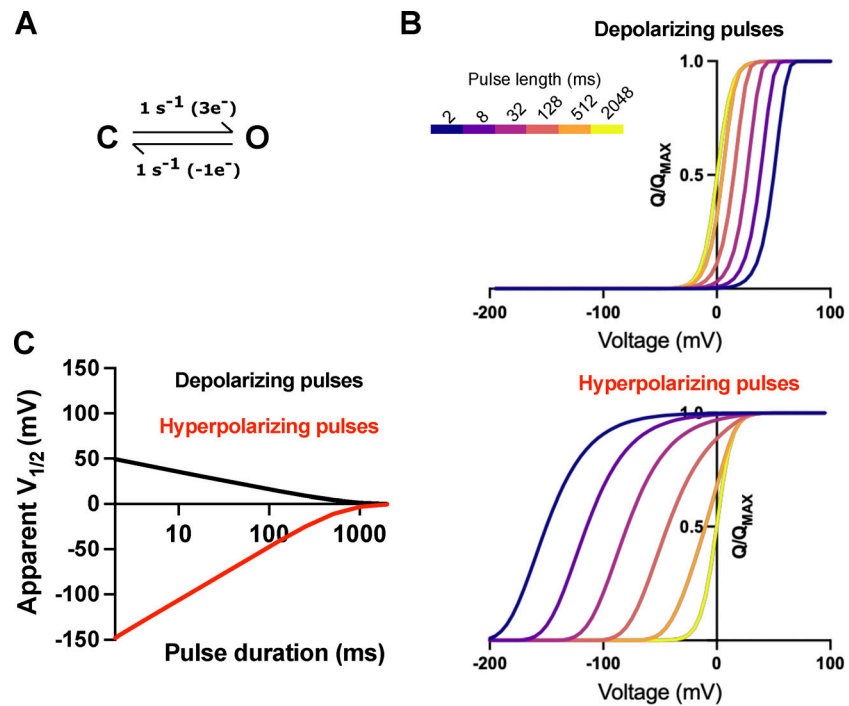 A
1 s⁻¹ (3e⁻)
C O
1 s⁻¹ (-1e⁻)
B
Depolarizing pulses
Pulse length (ms)
2 8 32 128 512 2048
1.0
0.5
Q/Q_MAX
-200 -100 0 100
Voltage (mV)
C
Depolarizing pulses
Hyperpolarizing pulses
150
100
50
0
-50
-100
-150
10 100 1000
Apparent V_1/2 (mV)
Pulse duration (ms)
Hyperpolarizing pulses
1.0
0.5
Q/Q_MAX
-200 -100 0 100
Voltage (mV)